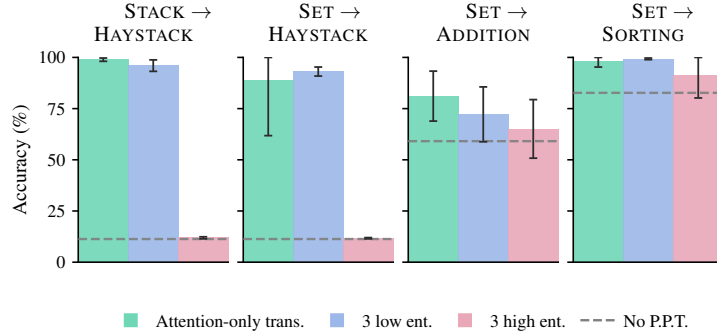 STACK →
HAYSTACK
SET →
HAYSTACK
SET →
ADDITION
SET →
SORTING
Accuracy (%)
100
75
50
25
0
Attention-only trans.
3 low ent.
3 high ent.
No P.P.T.